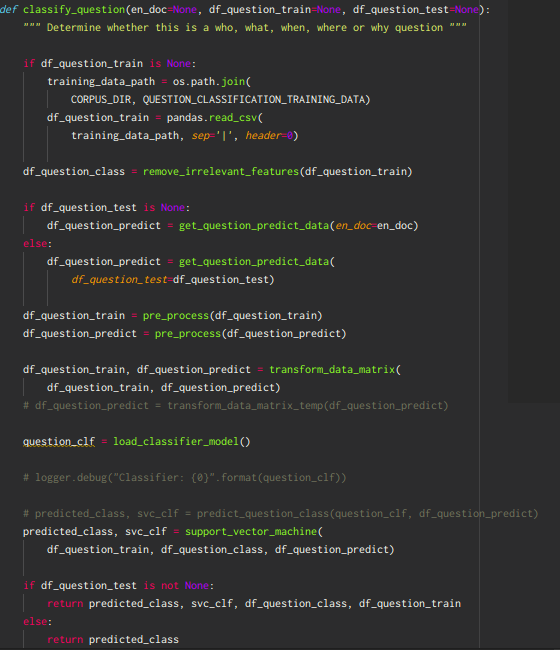 def classify_question(en_doc=None, df_question_train=None, df_question_test=None):
    """ Determine whether this is a who, what, when, where or why question """

    if df_question_train is None:
        training_data_path = os.path.join(
            CORPUS_DIR, QUESTION_CLASSIFICATION_TRAINING_DATA)
        df_question_train = pandas.read_csv(
            training_data_path, sep='|', header=0)

    df_question_class = remove_irrelevant_features(df_question_train)

    if df_question_test is None:
        df_question_predict = get_question_predict_data(en_doc=en_doc)
    else:
        df_question_predict = get_question_predict_data(
            df_question_test=df_question_test)

    df_question_train = pre_process(df_question_train)
    df_question_predict = pre_process(df_question_predict)

    df_question_train, df_question_predict = transform_data_matrix(
        df_question_train, df_question_predict)
    # df_question_predict = transform_data_matrix_temp(df_question_predict)

    question_clf = load_classifier_model()

    # logger.debug("Classifier: {0}".format(question_clf))

    # predicted_class, svc_clf = predict_question_class(question_clf, df_question_predict)
    predicted_class, svc_clf = support_vector_machine(
        df_question_train, df_question_class, df_question_predict)

    if df_question_test is not None:
        return predicted_class, svc_clf, df_question_class, df_question_train
    else:
        return predicted_class